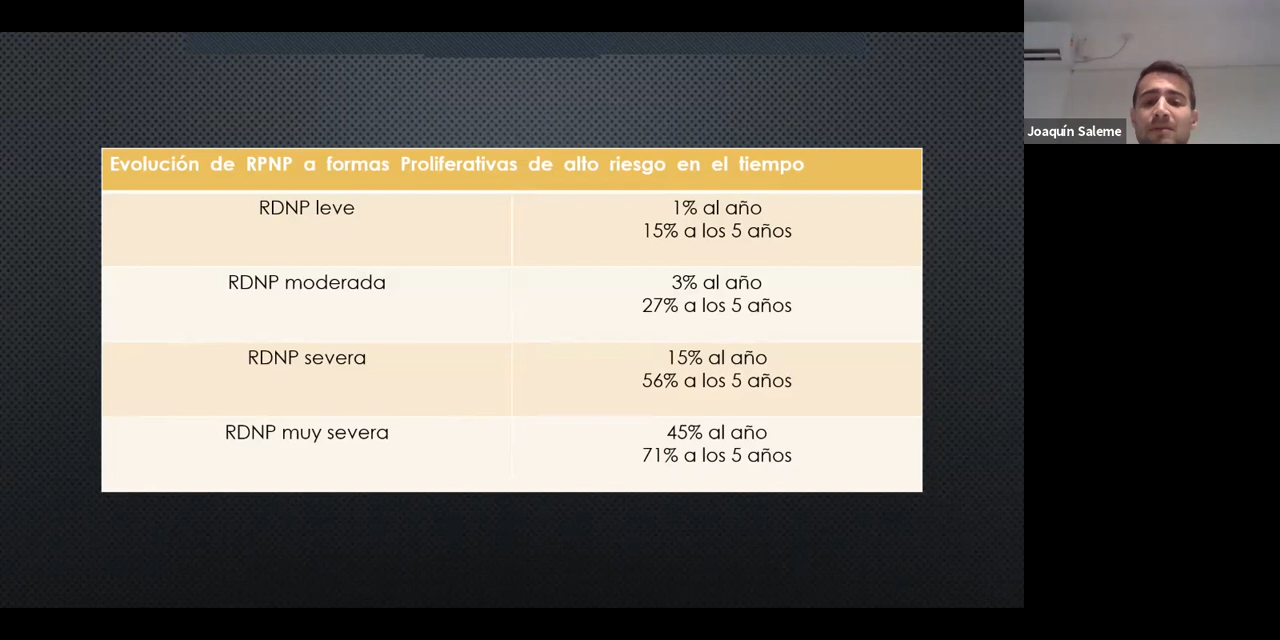 Evolución de RPNP a formas Proliferativas de alto riesgo en el tiempo
RDNP leve
1% al año
15% a los 5 años
RDNP moderada
3% al año
27% a los 5 años
RDNP severa
15% al año
56% a los 5 años
RDNP muy severa
45% al año
71% a los 5 años
Joaquín Saleme